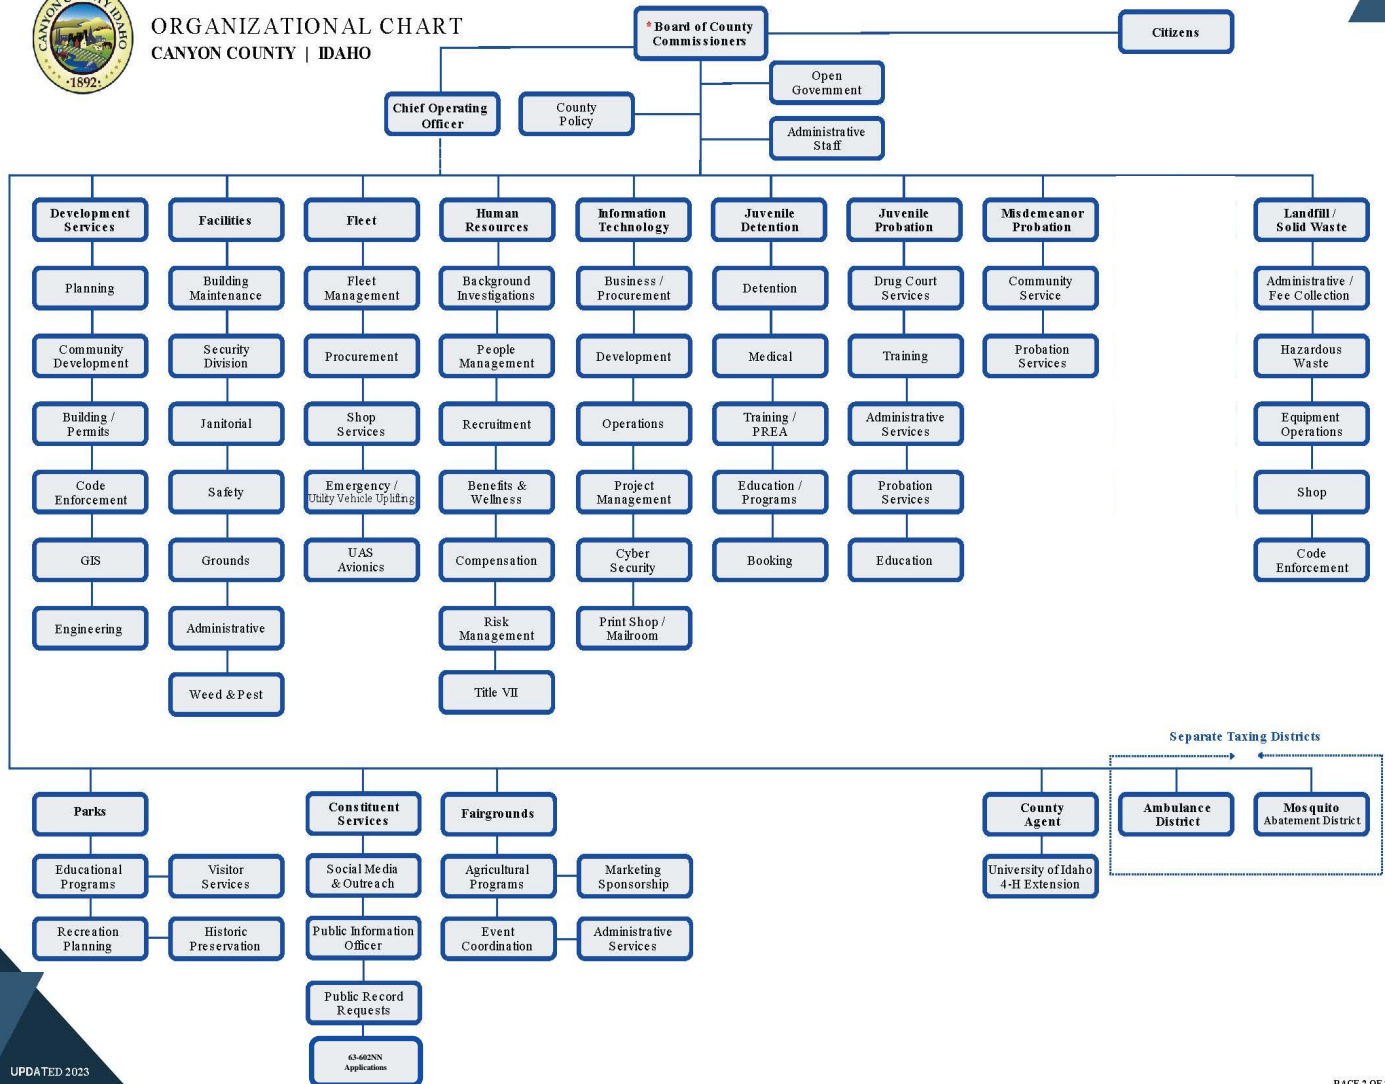 CANYON COUNTY IDAHO
·1892·
ORGANIZATIONAL CHART
CANYON COUNTY | IDAHO
* Board of County
Commissioners
Citizens
Open
Government
Chief Operating
Officer
County
Policy
Administrative
Staff
Development
Services
Facilities
Fleet
Human
Resources
Information
Technology
Juvenile
Detention
Juvenile
Probation
Misdemeanor
Probation
Landfill /
Solid Waste
Planning
Building
Maintenance
Fleet
Management
Background
Investigations
Business /
Procurement
Detention
Drug Court
Services
Community
Service
Administrative /
Fee Collection
Community
Development
Security
Division
Procurement
People
Management
Development
Medical
Training
Probation
Services
Hazardous
Waste
Building /
Permits
Janitorial
Shop
Services
Recruitment
Operations
Training /
PREA
Administrative
Services
Equipment
Operations
Code
Enforcement
Safety
Emergency /
Utility Vehicle Uplifting
Benefits &
Wellness
Project
Management
Education /
Programs
Probation
Services
Shop
GIS
Grounds
UAS
Avionics
Compensation
Cyber
Security
Booking
Education
Code
Enforcement
Engineering
Administrative
Risk
Management
Print Shop /
Mailroom
Weed & Pest
Title VII
Separate Taxing Districts
Parks
Constituent
Services
Fairgrounds
County
Agent
Ambulance
District
Mosquito
Abatement District
Educational
Programs
Visitor
Services
Social Media
& Outreach
Agricultural
Programs
Marketing
Sponsorship
University of Idaho
4-H Extension
Recreation
Planning
Historic
Preservation
Public Information
Officer
Event
Coordination
Administrative
Services
Public Record
Requests
63-602NN
Applications
UPDATED 2023
PAGE 2 OF